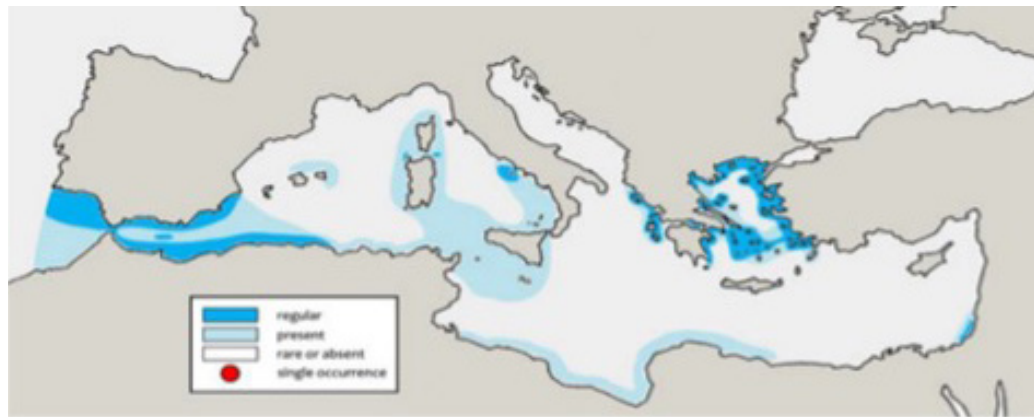 regular
present
rare or absent
single occurrence